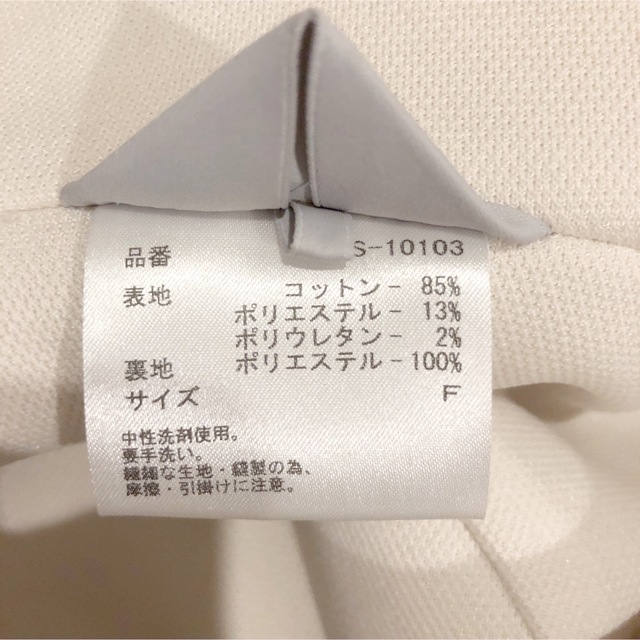 品番 S-10103
表地 コットン- 85%
ポリエステル- 13%
ポリウレタン- 2%
裏地 ポリエステル-100%
サイズ F
中性洗剤使用。
要手洗い。
繊細な生地・縫製の為、
摩擦・引掛けに注意。